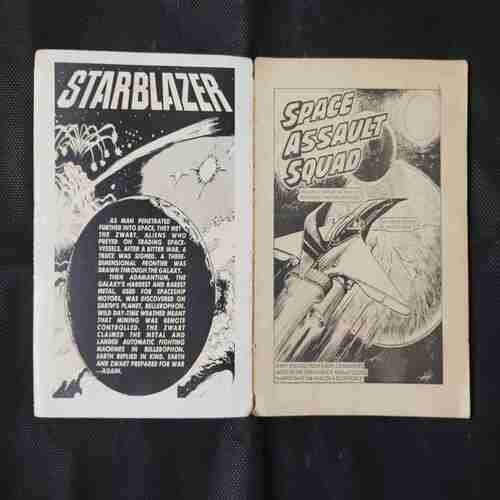 STARBLAZER
AS MAN PENETRATED
FURTHER INTO SPACE, THEY MET
THE ZWART, ALIENS WHO
PREYED ON TRADING SPACE-
VESSELS. AFTER A BITTER WAR, A
TRUCE WAS SIGNED. A THREE-
DIMENSIONAL FRONTIER WAS
DRAWN THROUGH THE GALAXY.
THEN ADAMANTIUM, THE
GALAXY'S HARDEST AND RAREST
METAL, USED FOR SPACESHIP
MOTORS, WAS DISCOVERED ON
EARTH'S PLANET, BELLEROPHON.
WILD DAY-TIME WEATHER MEANT
THAT MINING WAS REMOTE
CONTROLLED. THE ZWART
CLAIMED THE METAL AND
LANDED AUTOMATIC FIGHTING
MACHINES IN BELLEROPHON.
EARTH REPLIED IN KIND. EARTH
AND ZWART PREPARED FOR WAR
—AGAIN.
SPACE
ASSAULT
SQUAD